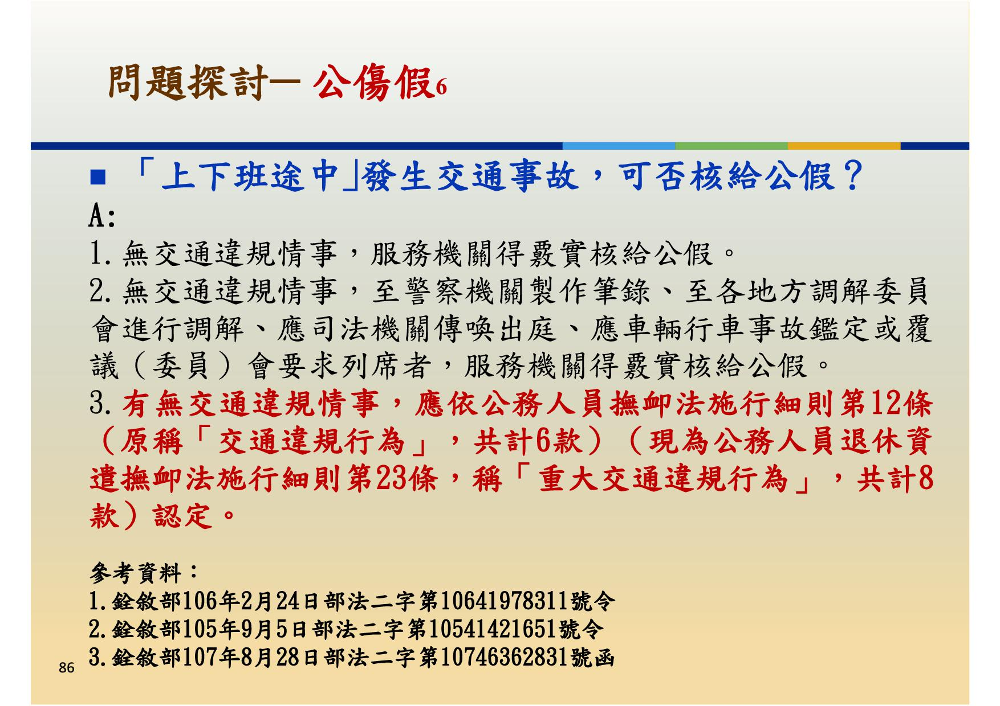 問題探討─ 公傷假6
■ 「上下班途中」發生交通事故，可否核給公假？
A:
1.無交通違規情事，服務機關得覈實核給公假。
2.無交通違規情事，至警察機關製作筆錄、至各地方調解委員
會進行調解、應司法機關傳喚出庭、應車輛行車事故鑑定或覆
議（委員）會要求列席者，服務機關得覈實核給公假。
3.有無交通違規情事，應依公務人員撫卹法施行細則第12條
（原稱「交通違規行為」，共計6款）（現為公務人員退休資
遣撫卹法施行細則第23條，稱「重大交通違規行為」，共計8
款）認定。
參考資料：
1.銓敘部106年2月24日部法二字第10641978311號令
2.銓敘部105年9月5日部法二字第10541421651號令
3.銓敘部107年8月28日部法二字第10746362831號函
86